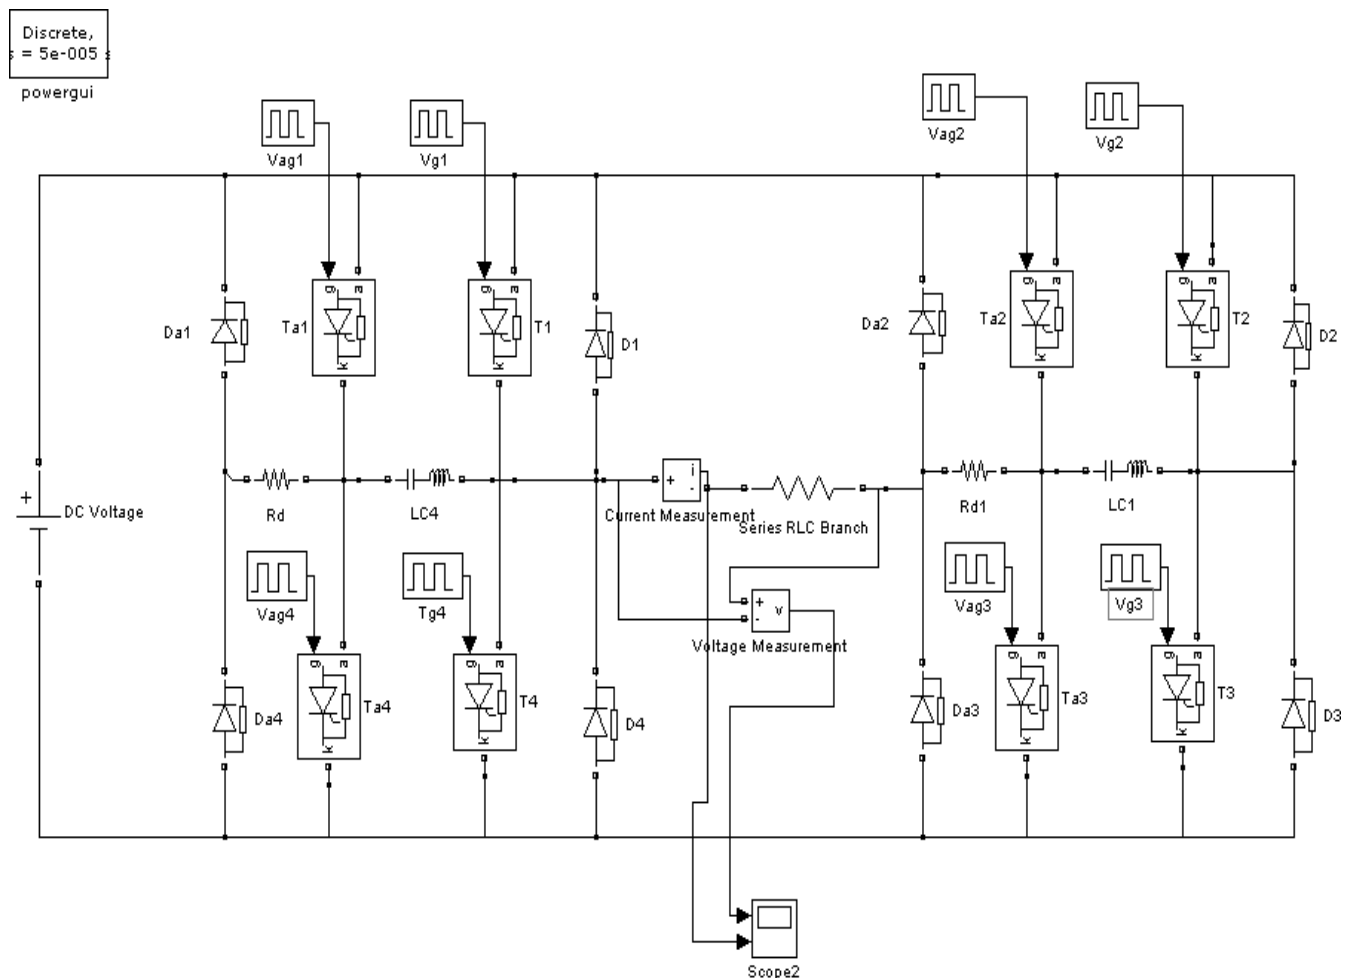 Discrete,
s = 5e-005 s
powergui
Vag1
Vg1
Vag2
Vg2
g
a
g
a
g
a
g
a
Da1
Ta1
T1
D1
Da2
Ta2
T2
D2
k
k
k
k
+
DC Voltage
Rd
LC4
+
i
-
Current Measurement
Series RLC Branch
Rd1
LC1
Vag4
Tg4
+
-
v
Voltage Measurement
Vag3
Vg3
g
a
g
a
g
a
g
a
Da4
Ta4
T4
D4
Da3
Ta3
T3
D3
k
k
k
k
Scope2